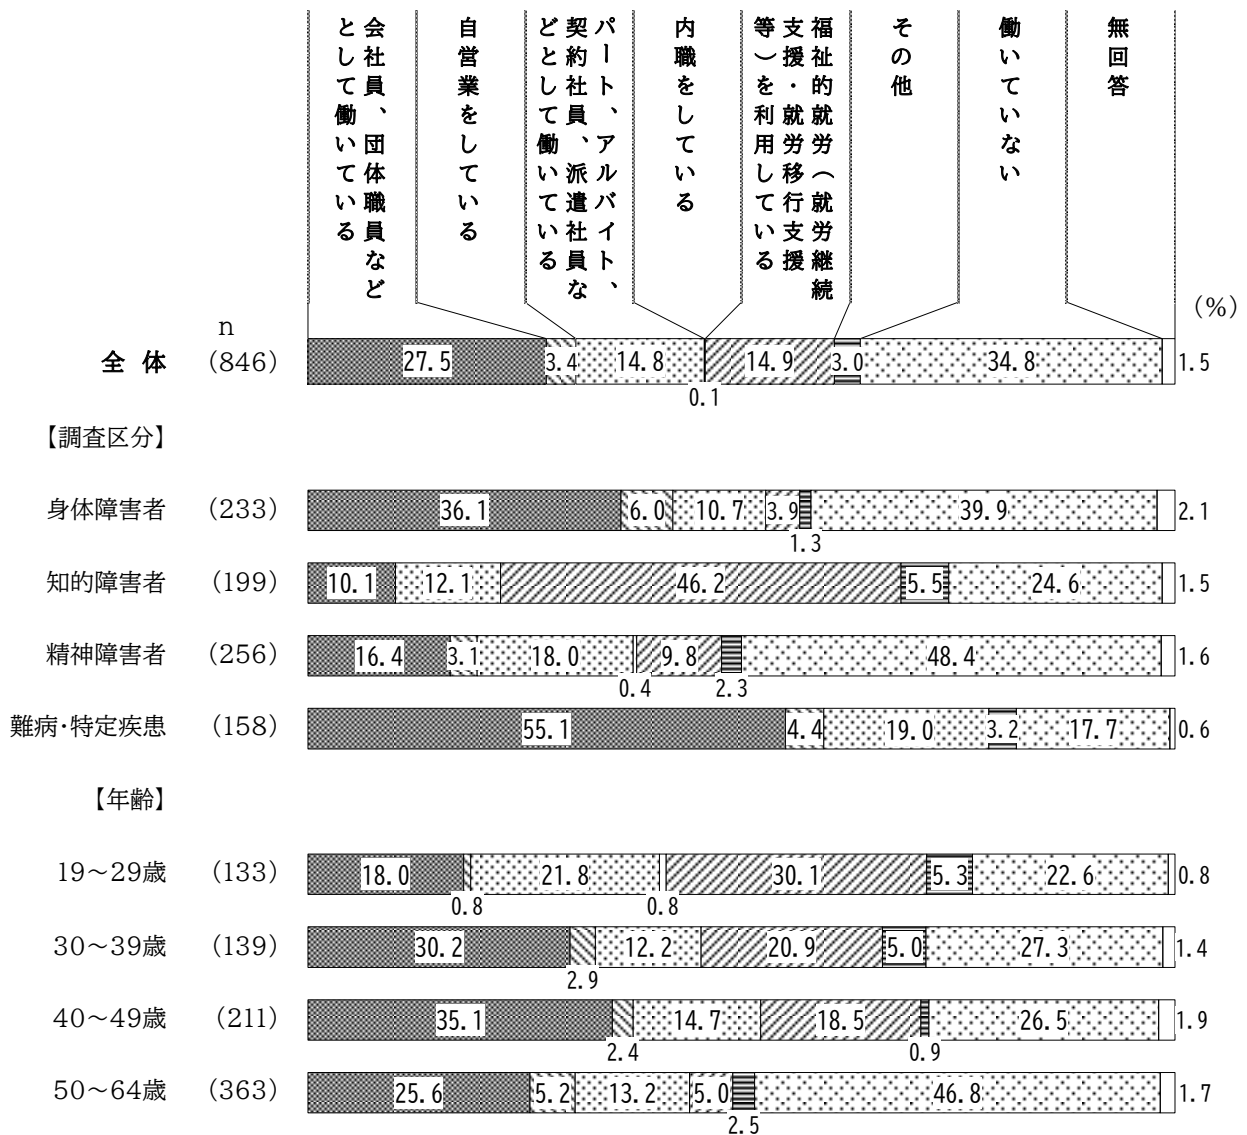 会社員、団体職員など
として働いている
自営業をしている
パート、アルバイト、
契約社員、派遣社員な
どとして働いている
内職をしている
福祉的就労（就労継続
支援・就労移行支援
等）を利用している
その他
働いていない
無回答
(%)
n
全 体 (846) 27.5 3.4 14.8 14.9 3.0 34.8 1.5
0.1
【調査区分】
身体障害者 (233) 36.1 6.0 10.7 3.9 39.9 2.1
1.3
知的障害者 (199) 10.1 12.1 46.2 5.5 24.6 1.5
精神障害者 (256) 16.4 3.1 18.0 9.8 48.4 1.6
0.4 2.3
難病・特定疾患 (158) 55.1 4.4 19.0 3.2 17.7 0.6
【年齢】
19～29歳 (133) 18.0 21.8 30.1 5.3 22.6 0.8
0.8 0.8
30～39歳 (139) 30.2 12.2 20.9 5.0 27.3 1.4
2.9
40～49歳 (211) 35.1 14.7 18.5 26.5 1.9
2.4 0.9
50～64歳 (363) 25.6 5.2 13.2 5.0 46.8 1.7
2.5